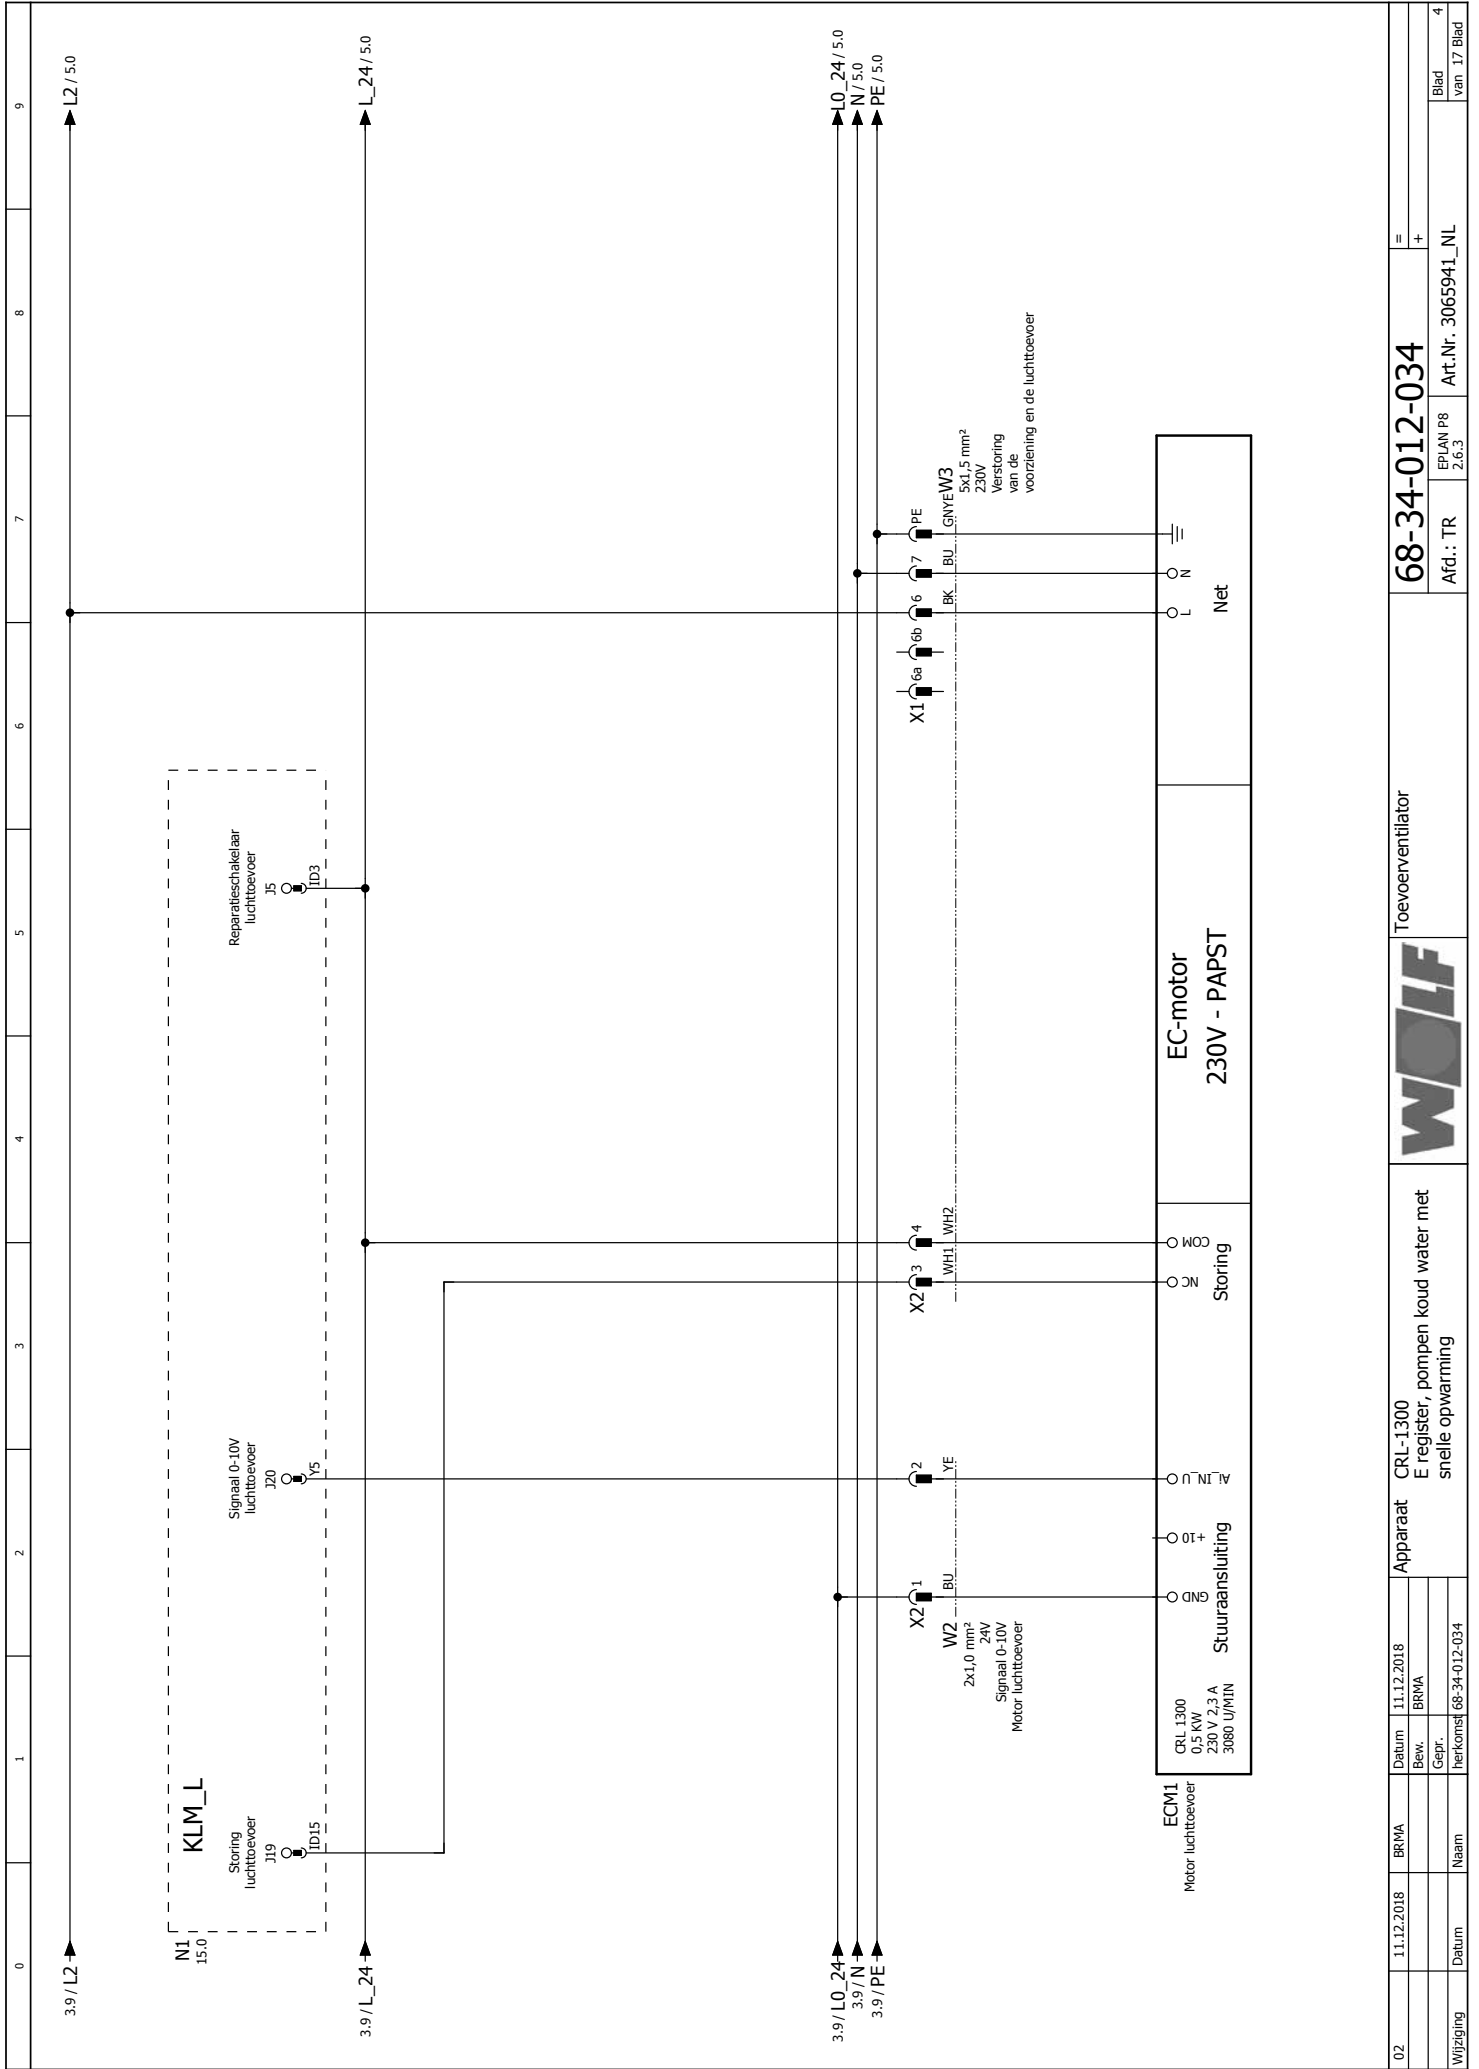 0 1 2 3 4 5 6 7 8 9
3.9 / L2
L2 / 5.0
N1
15.0
KLM_L
Storing
luchttoevoer
J19
ID15
Signaal 0-10V
luchttoevoer
J20
Y5
Reparatieschakelaar
luchttoevoer
J5
ID3
3.9 / L_24
L_24 / 5.0
3.9 / L0_24
L0_24 / 5.0
3.9 / N
N / 5.0
3.9 / PE
PE / 5.0
X2 1
2
X2 3
4
X1 6a
6b
6
7
PE
W2
2x1,0 mm²
24V
Signaal 0-10V
Motor luchttoevoer
BU
YE
WH1
WH2
BK
BU
GNYE
W3
5x1,5 mm²
230V
Verstoring
van de
voorziening en de luchttoevoer
ECM1
Motor luchttoevoer
CRL 1300
0,5 KW
230 V 2,3 A
3080 U/MIN
GND
+10
Ai_IN_U
Stuuraansluiting
NC
COM
Storing
EC-motor
230V - PAPST
L
N
Net
02
11.12.2018
BRMA
Wijziging
Datum
Naam
Datum
11.12.2018
Bew.
BRMA
Gepr.
herkomst
68-34-012-034
Apparaat
CRL-1300
E register, pompen koud water met
snelle opwarming
WOLF
Toevoerventilator
68-34-012-034
=
+
Afd.: TR
EPLAN P8
2.6.3
Art.Nr. 3065941_NL
Blad 4
van 17 Blad